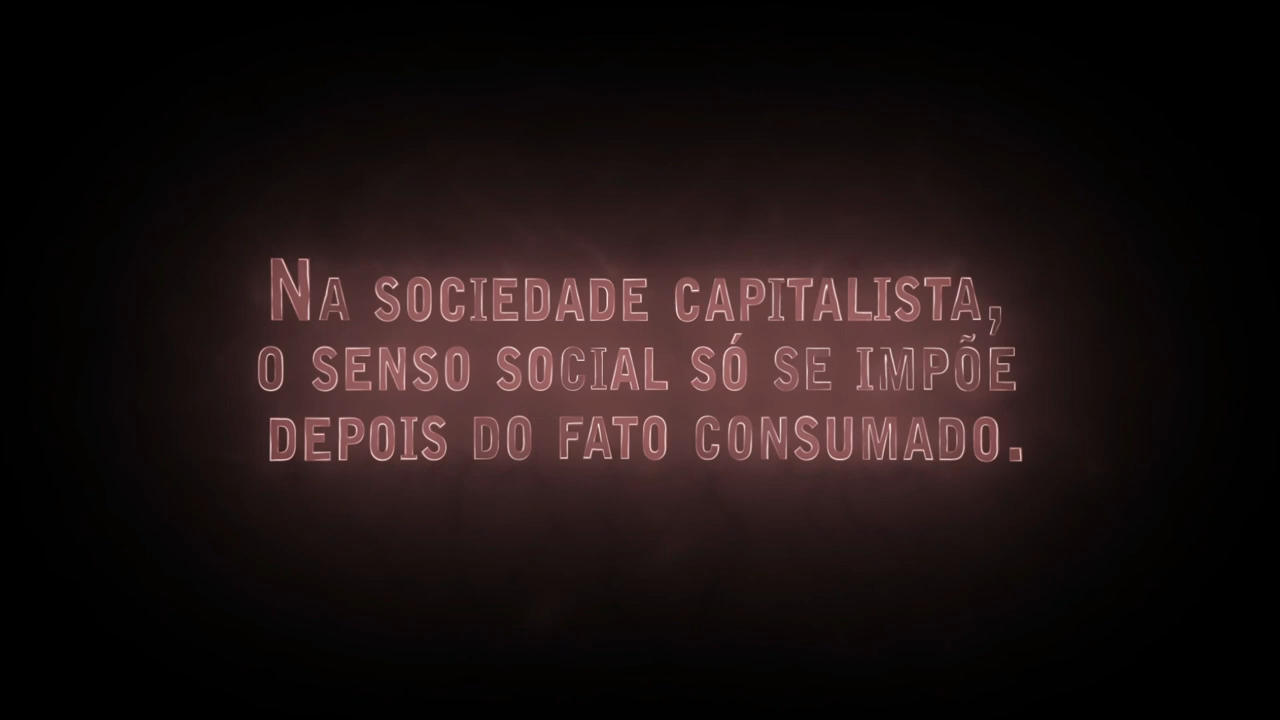 Na sociedade capitalista,
o senso social só se impõe
depois do fato consumado.